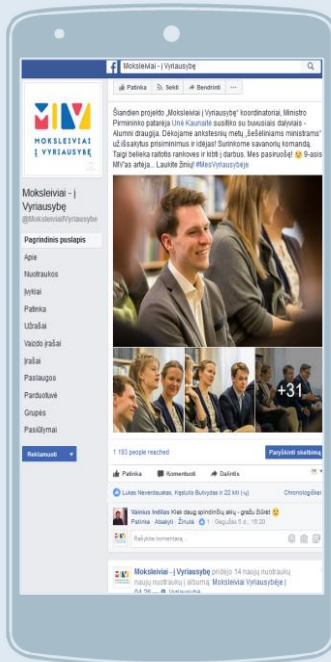 Moksleiviai - į Vyriausybę
Patinka Sekti Bendrinti ...
MIV
MOKSLEIVIAI
Į VYRIAUSYBĘ
Šiandien projekto „Moksleiviai į Vyriausybę“ koordinatoriai, Ministro
Pirmininko patarėja Unė Kaunaitė susitiko su buvusiais dalyviais -
Alumni draugija. Dėkojame ankstesnių metų „šešėliniams ministrams“
už išsakytus prisiminimus ir idėjas! Surinkome savanorių komandą.
Taigi belieka raitotis rankoves ir kibti į darbus. Mes pasiruošę! 9-asis
MIV'as artėja... Laukite žinių! #MesVyriausybėje
Moksleiviai - į
Vyriausybę
@MoksleiviaiIVyriausybe
Pagrindinis puslapis
Apie
Nuotraukos
Įvykiai
Patinka
Užrašai
Vaizdo įrašai
Įrašai
Paslaugos
Parduotuvė
Grupės
Pasiūlymai
Reklamuoti
+31
1 193 people reached
Paryškinti skelbimą
Patinka Komentuoti Dalintis
Lukas Neverdauskas, Kęstutis Butvydas ir 22 kiti (-ų)
Chronologiškai
Vainius Indilas Kiek daug spindinčių akių - gražu žiūrėti
Patinka · Atsakyti · Žinutė · 1 · Gegužės 5 d., 18:20
Rašykite komentarą...
Moksleiviai - į Vyriausybę pridėjo 14 naujų nuotraukų
naujų nuotraukų į albumą: Moksleiviai Vyriausybėje |